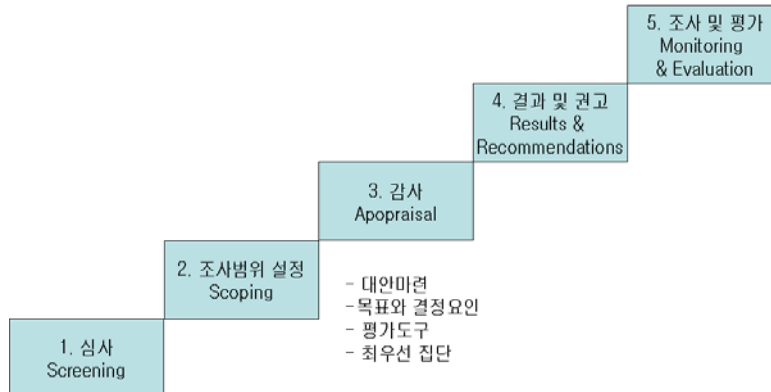 5. 조사 및 평가
Monitoring
& Evaluation
4. 결과 및 권고
Results &
Recommendations
3. 감사
Apopraisal
2. 조사범위 설정
Scoping
- 대안마련
-목표와 결정요인
- 평가도구
- 최우선 집단
1. 심사
Screening